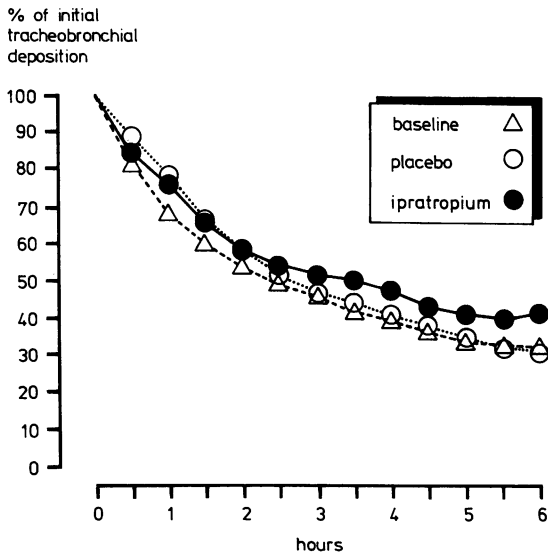 % of initial
tracheobronchial
deposition
100
90
80
70
60
50
40
30
20
10
0
baseline
placebo
ipratropium
0 1 2 3 4 5 6
hours